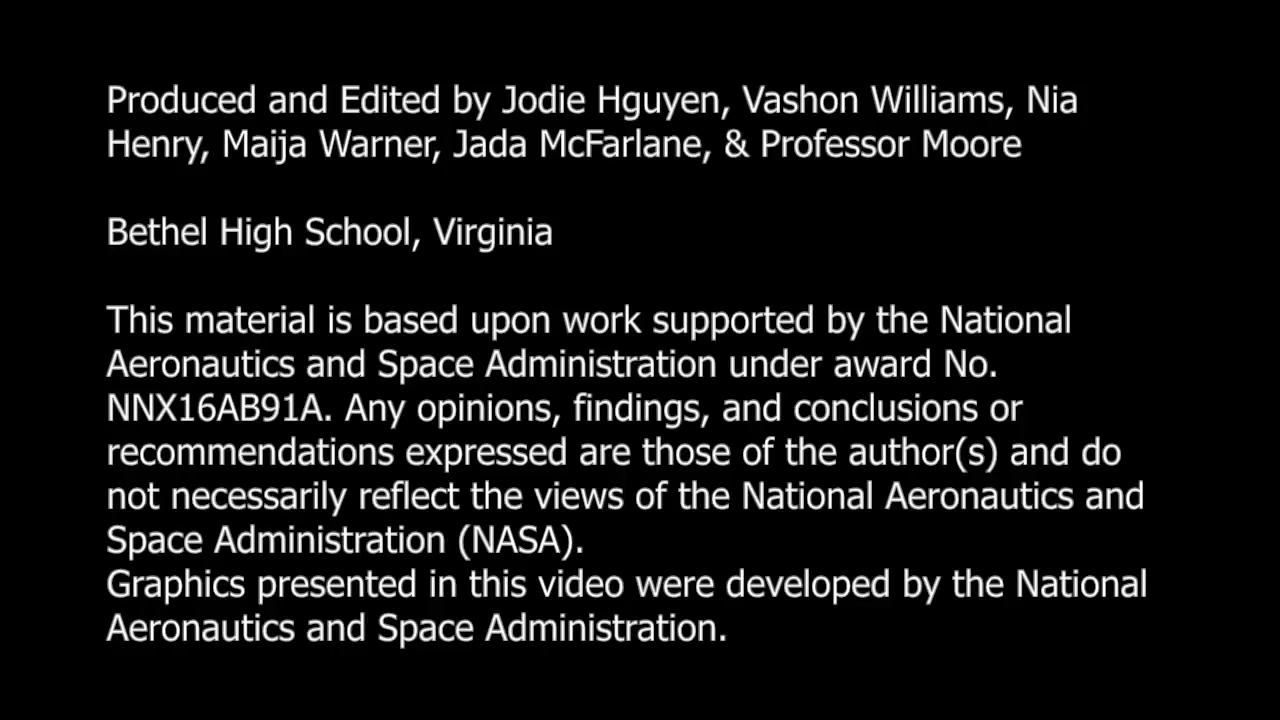 Produced and Edited by Jodie Hguyen, Vashon Williams, Nia
Henry, Maija Warner, Jada McFarlane, & Professor Moore
Bethel High School, Virginia
This material is based upon work supported by the National
Aeronautics and Space Administration under award No.
NNX16AB91A. Any opinions, findings, and conclusions or
recommendations expressed are those of the author(s) and do
not necessarily reflect the views of the National Aeronautics and
Space Administration (NASA).
Graphics presented in this video were developed by the National
Aeronautics and Space Administration.